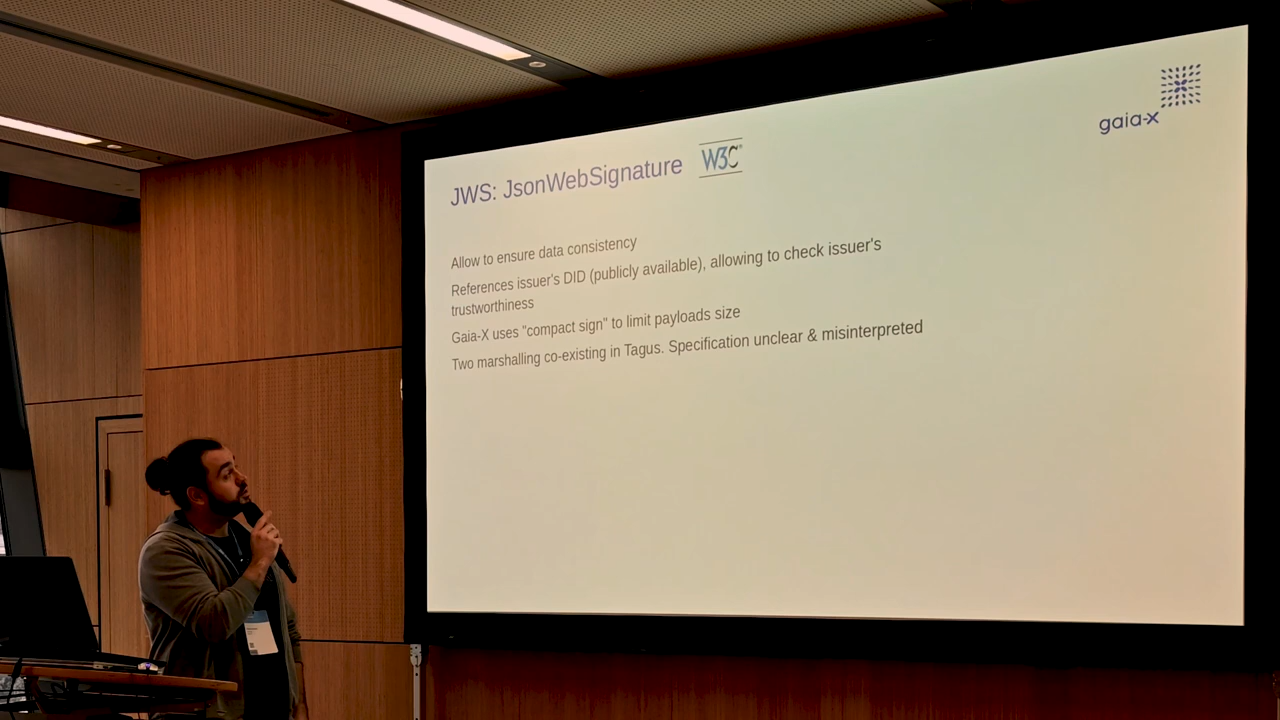 gaia-x
JWS: JsonWebSignature W3C®
Allow to ensure data consistency
References issuer's DID (publicly available), allowing to check issuer's
trustworthiness
Gaia-X uses "compact sign" to limit payloads size
Two marshalling co-existing in Tagus. Specification unclear & misinterpreted